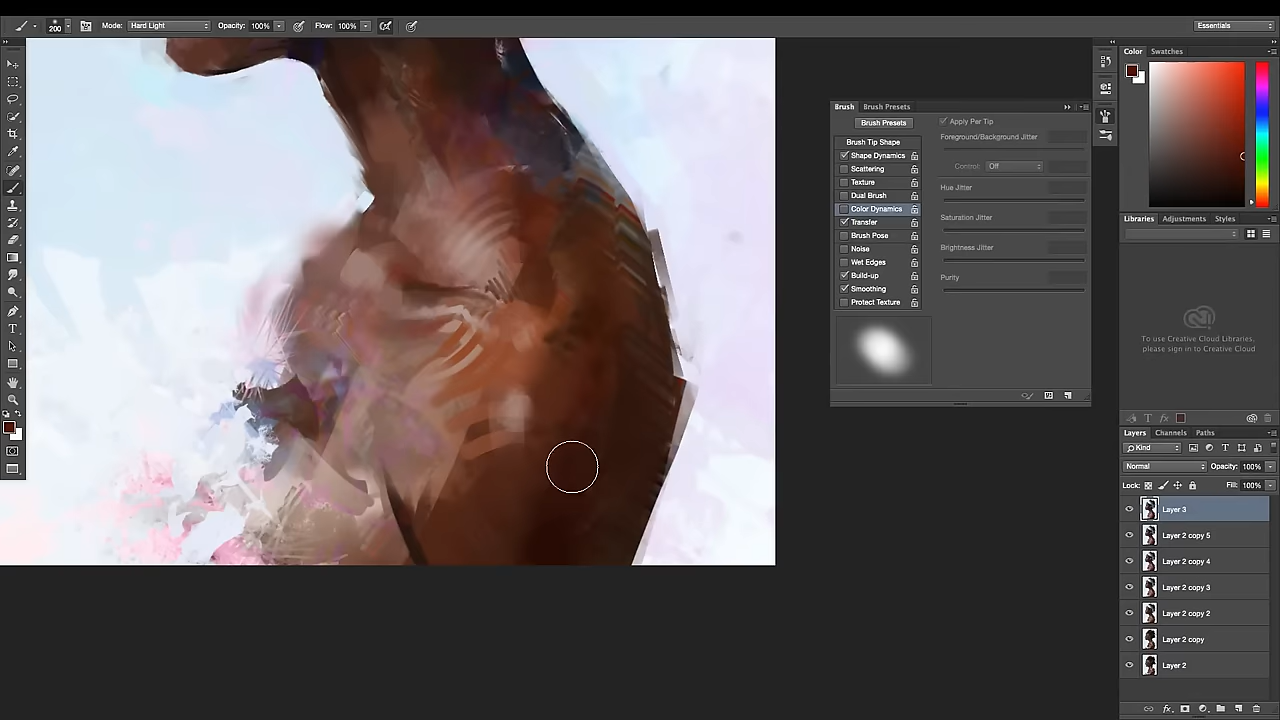 200 Mode: Hard Light Opacity: 100% Flow: 100% Essentials
Color Swatches
Brush Brush Presets
Brush Presets
Brush Tip Shape
Shape Dynamics
Scattering
Texture
Dual Brush
Color Dynamics
Transfer
Brush Pose
Noise
Wet Edges
Build-up
Smoothing
Protect Texture
Apply Per Tip
Foreground/Background Jitter
Control: Off
Hue Jitter
Saturation Jitter
Brightness Jitter
Purity
Libraries Adjustments Styles
To use Creative Cloud Libraries,
please sign in to Creative Cloud
Layers Channels Paths
Kind
Normal Opacity: 100%
Lock: Fill: 100%
Layer 3
Layer 2 copy 5
Layer 2 copy 4
Layer 2 copy 3
Layer 2 copy 2
Layer 2 copy
Layer 2